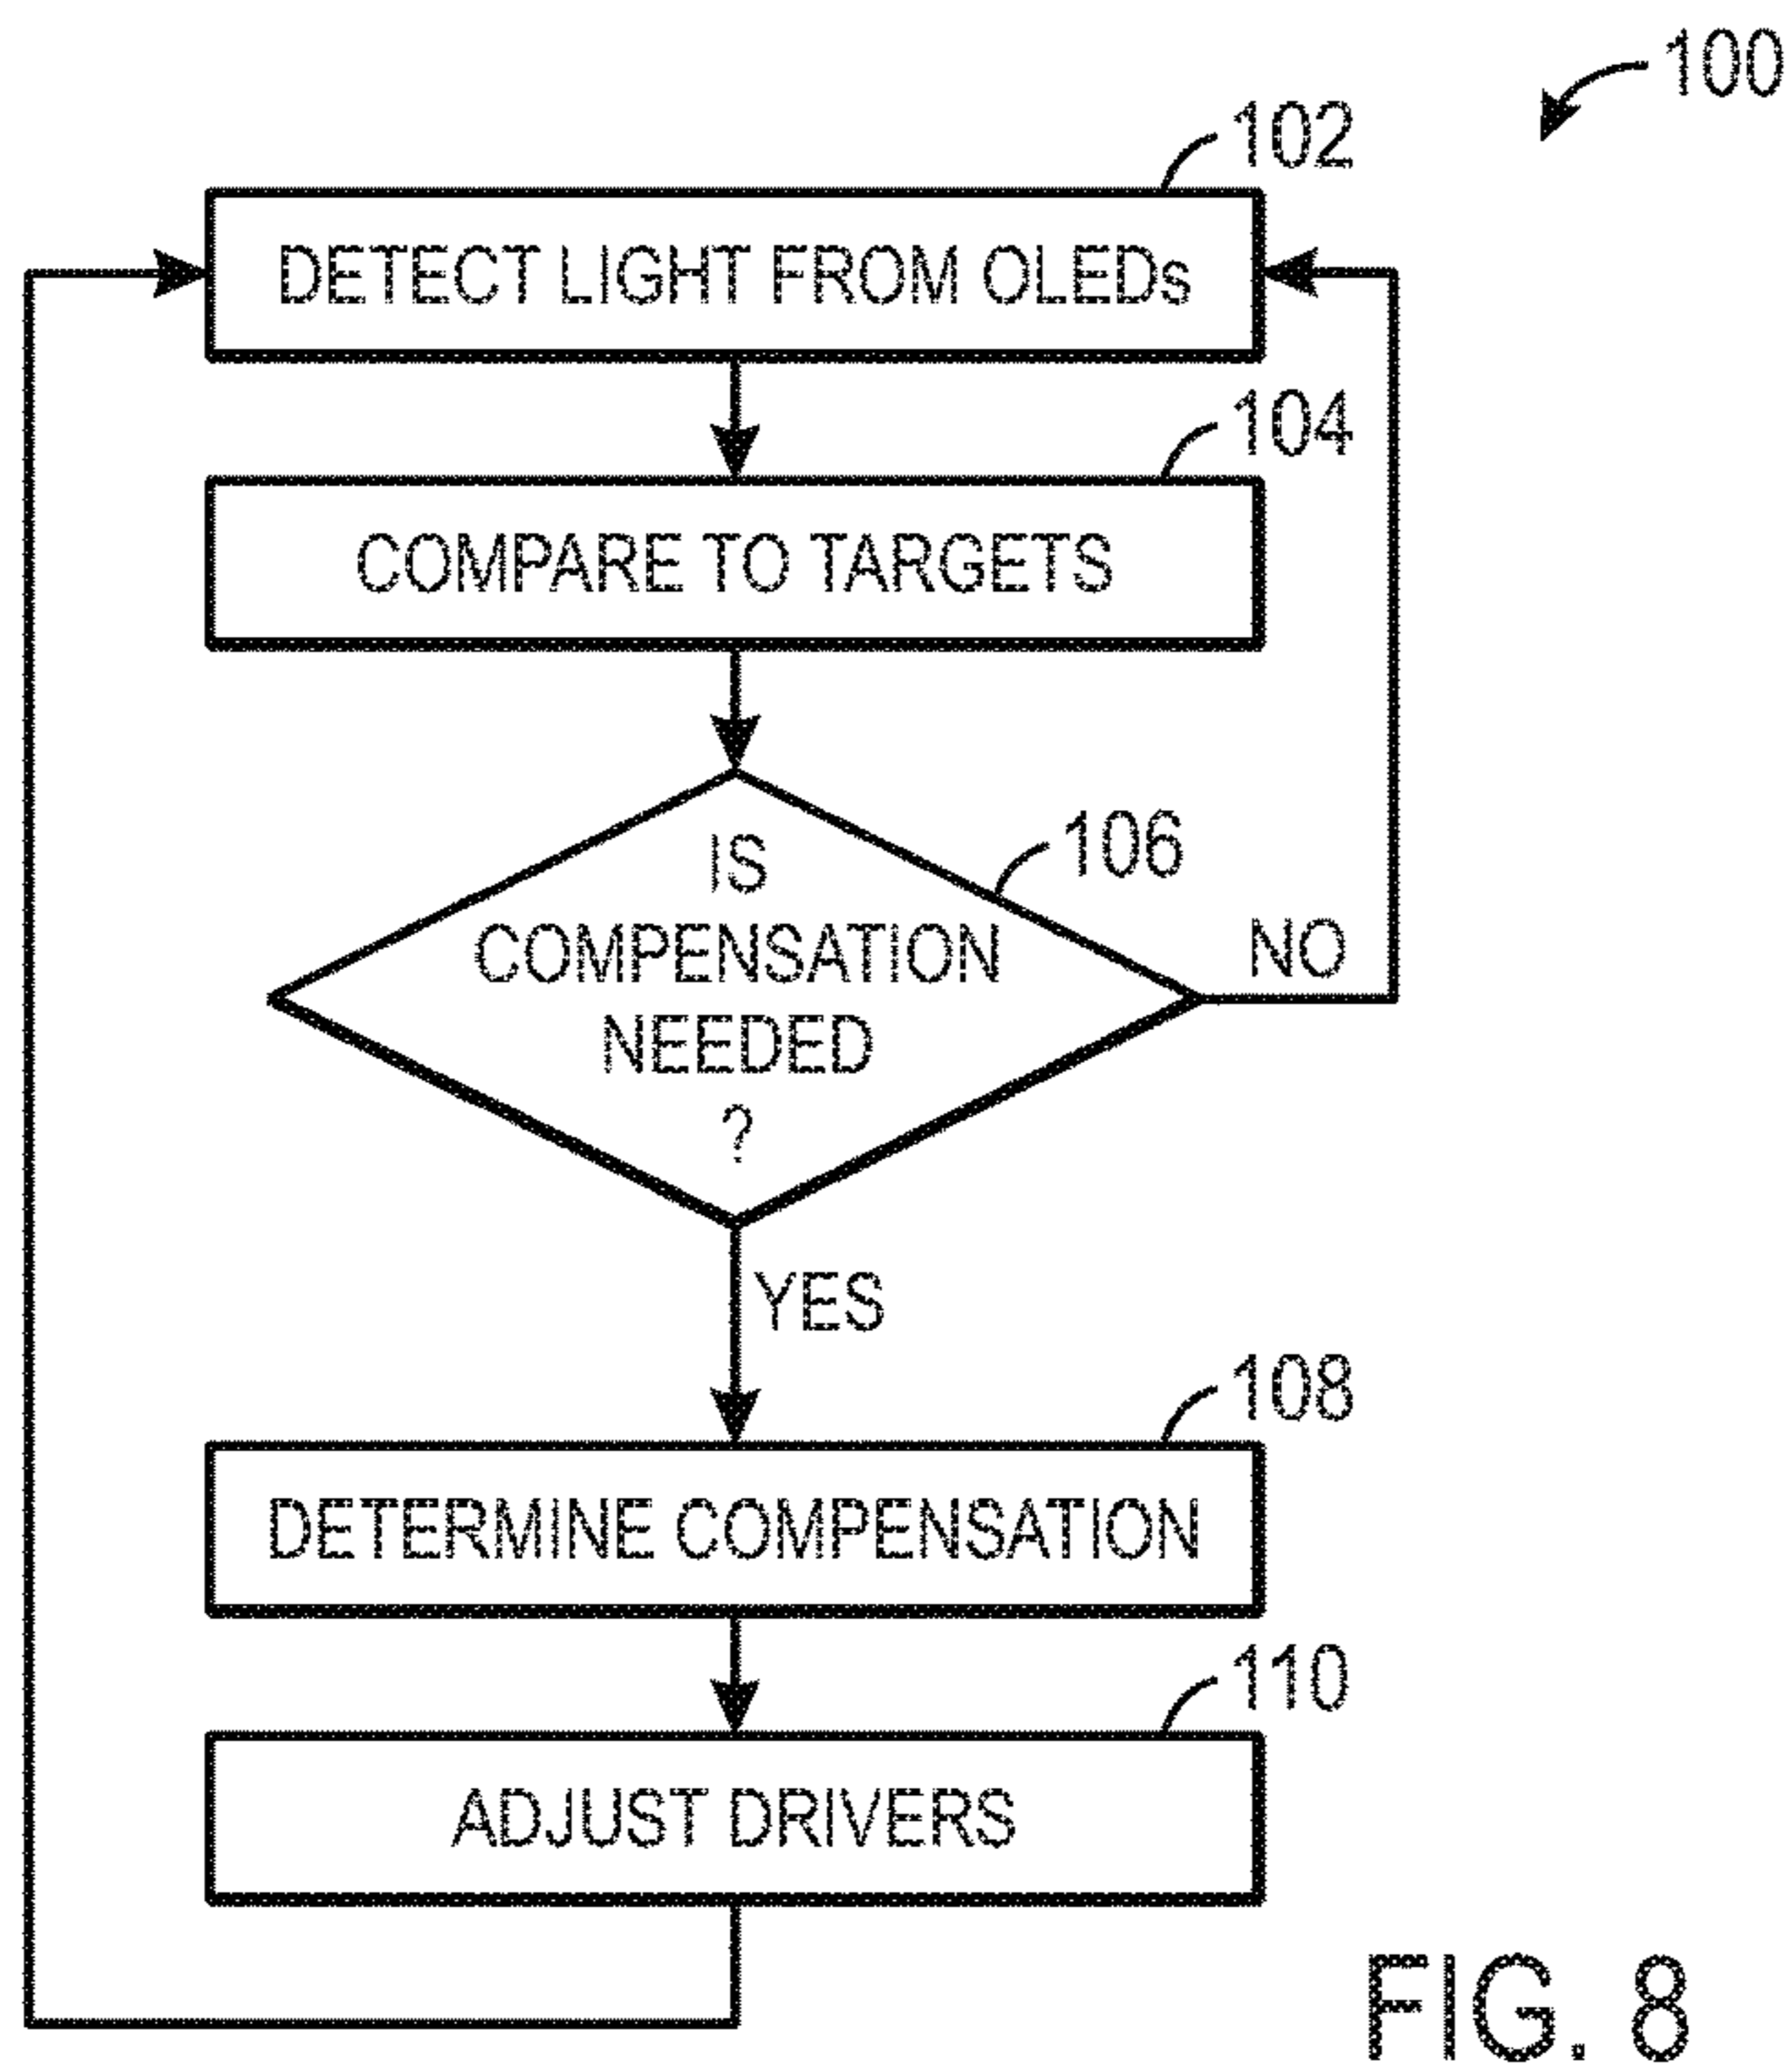 100
102
DETECT LIGHT FROM OLEDs
104
COMPARE TO TARGETS
106
IS
COMPENSATION
NEEDED
?
NO
YES
108
DETERMINE COMPENSATION
110
ADJUST DRIVERS
FIG. 8